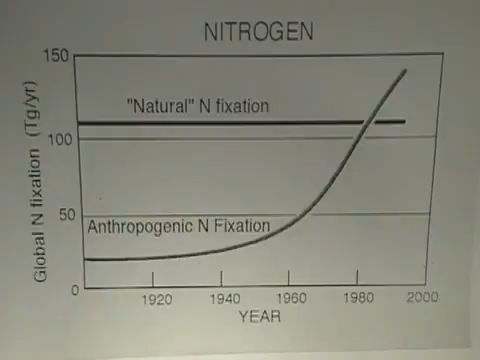 NITROGEN
150
"Natural" N fixation
100
Global N fixation (Tg/yr)
50
Anthropogenic N Fixation
0
1920 1940 1960 1980 2000
YEAR